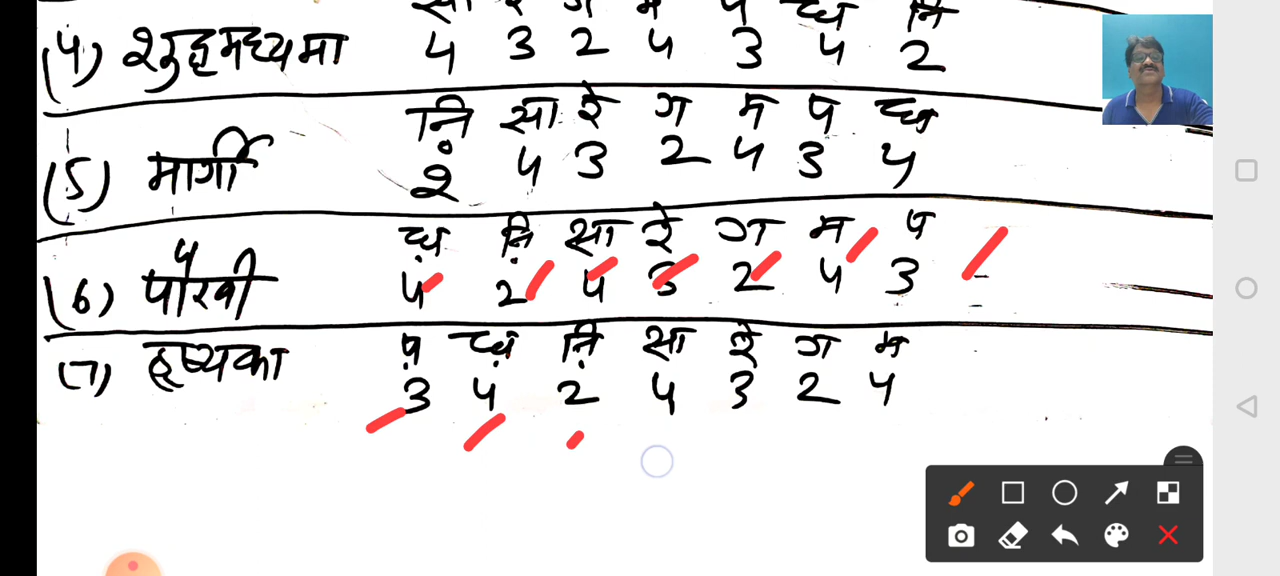 सा रे ग म प ध नि
(4) शुद्धमध्यमा 4 3 2 4 3 4 2
नि़ सा रे ग म प ध
(5) मार्गी 2 4 3 2 4 3 4
ध़ नि़ सा रे ग म प
(6) पौरवी 4 2 4 3 2 4 3
प़ ध़ नि़ सा रे ग म
(7) हृष्यका 3 4 2 4 3 2 4